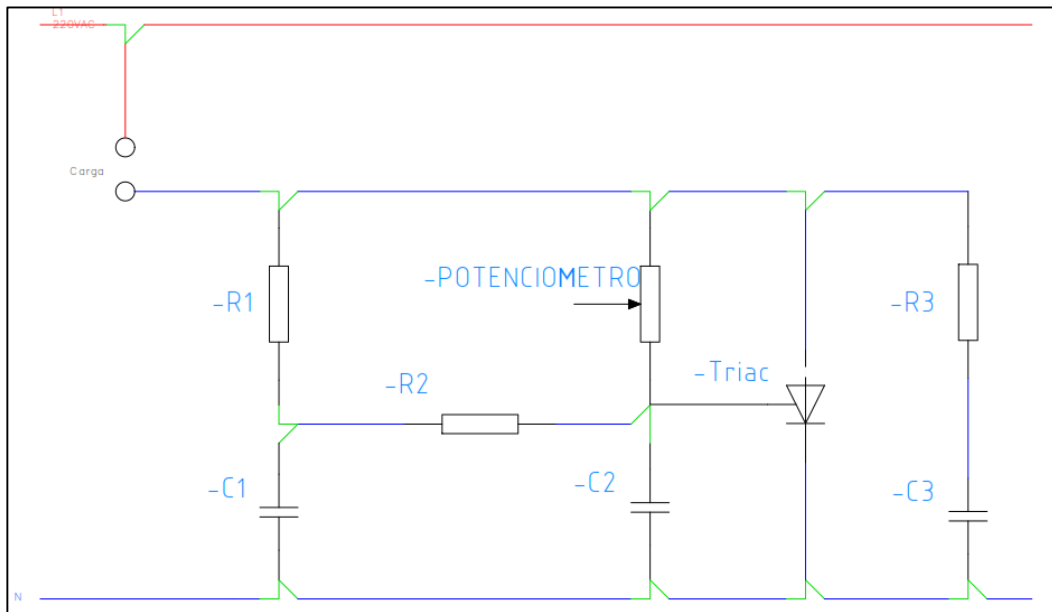 L1
220VAC
Carga
-POTENCIOMETRO
-R1
-R3
-Triac
-R2
-C1
-C2
-C3
N